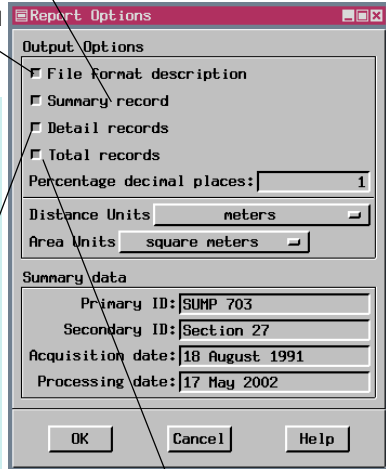 Report Options
Output Options
File format description
Summary record
Detail records
Total records
Percentage decimal places: 1
Distance Units meters
Area Units square meters
Summary data
Primary ID: SUMP 703
Secondary ID: Section 27
Acquisition date: 18 August 1991
Processing date: 17 May 2002
OK Cancel Help